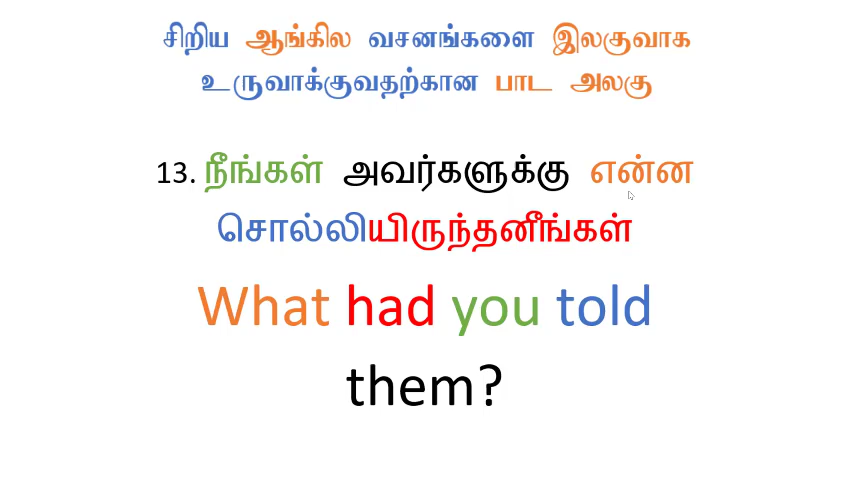 சிறிய ஆங்கில வசனங்களை இலகுவாக
உருவாக்குவதற்கான பாட அலகு
13. நீங்கள் அவர்களுக்கு என்ன
சொல்லியிருந்தனீங்கள்
What had you told
them?